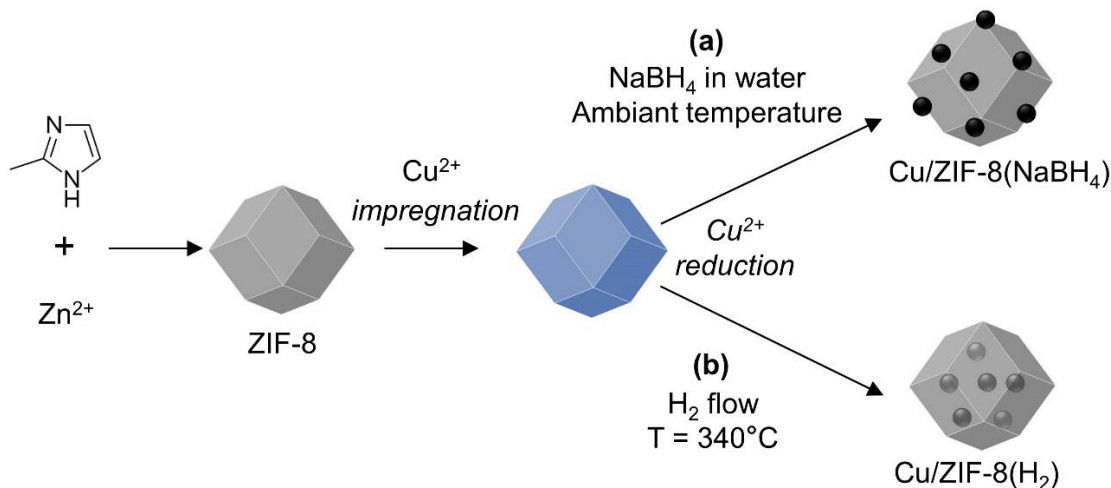 N
N
H
+
Zn²⁺
ZIF-8
Cu²⁺
impregnation
(a)
NaBH₄ in water
Ambiant temperature
Cu²⁺
reduction
(b)
H₂ flow
T = 340°C
Cu/ZIF-8(NaBH₄)
Cu/ZIF-8(H₂)